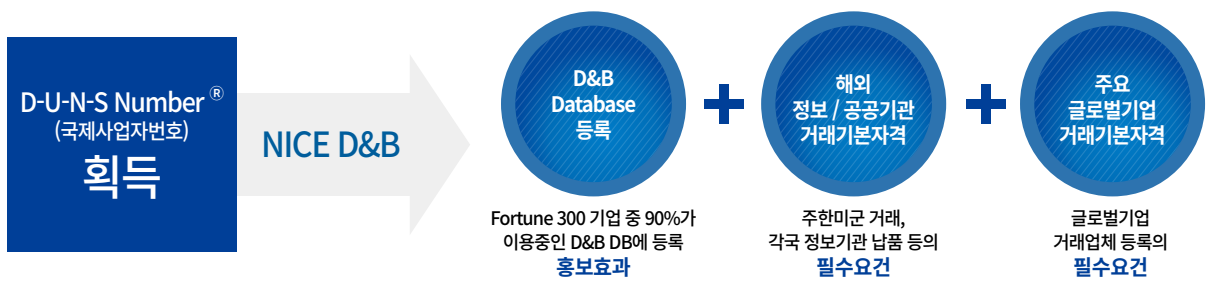 D-U-N-S Number ®
(국제사업자번호)
획득
NICE D&B
D&B
Database
등록
Fortune 300 기업 중 90%가
이용중인 D&B DB에 등록
홍보효과
해외
정보 / 공공기관
거래기본자격
주한미군 거래,
각국 정보기관 납품 등의
필수요건
주요
글로벌기업
거래기본자격
글로벌기업
거래업체 등록의
필수요건